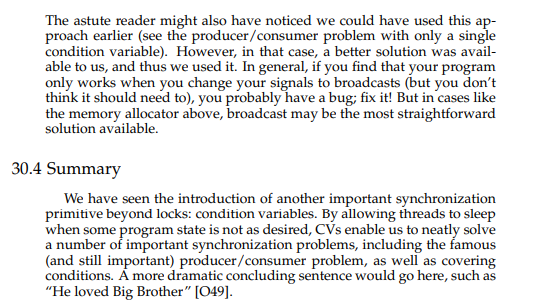 The astute reader might also have noticed we could have used this ap-
proach earlier (see the producer/consumer problem with only a single
condition variable). However, in that case, a better solution was avail-
able to us, and thus we used it. In general, if you find that your program
only works when you change your signals to broadcasts (but you don't
think it should need to), you probably have a bug; fix it! But in cases like
the memory allocator above, broadcast may be the most straightforward
solution available.
30.4 Summary
We have seen the introduction of another important synchronization
primitive beyond locks: condition variables. By allowing threads to sleep
when some program state is not as desired, CVs enable us to neatly solve
a number of important synchronization problems, including the famous
(and still important) producer/consumer problem, as well as covering
conditions. A more dramatic concluding sentence would go here, such as
"He loved Big Brother" [O49].